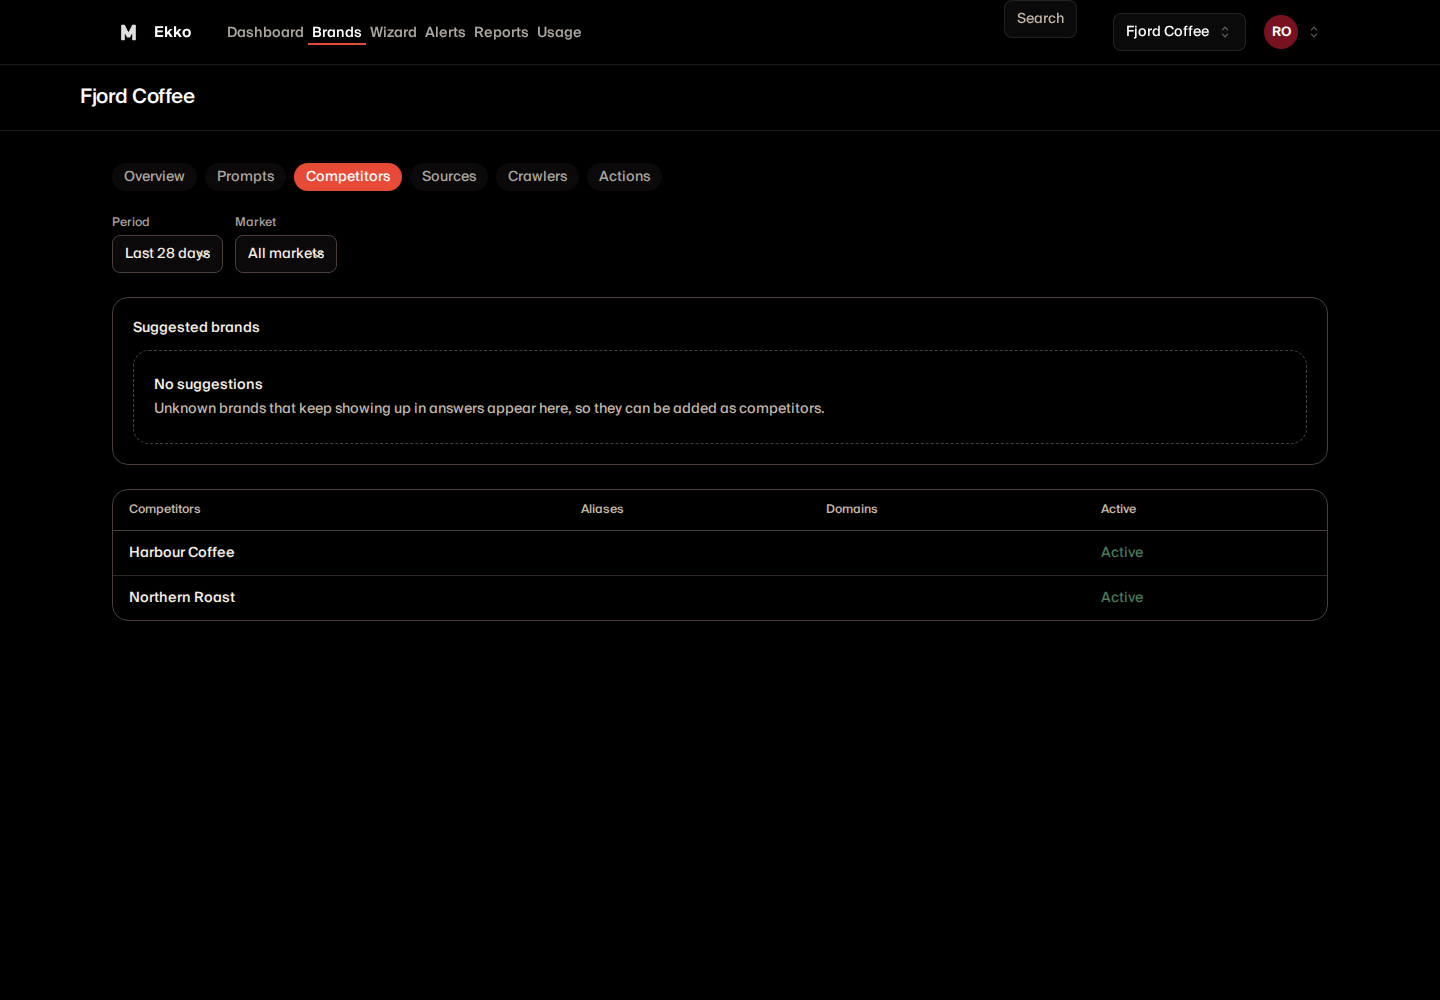 M Ekko Dashboard Brands Wizard Alerts Reports Usage Search Fjord Coffee RO
Fjord Coffee
Overview Prompts Competitors Sources Crawlers Actions
Period Market
Last 28 days All markets
Suggested brands
No suggestions
Unknown brands that keep showing up in answers appear here, so they can be added as competitors.
Competitors Aliases Domains Active
Harbour Coffee Active
Northern Roast Active